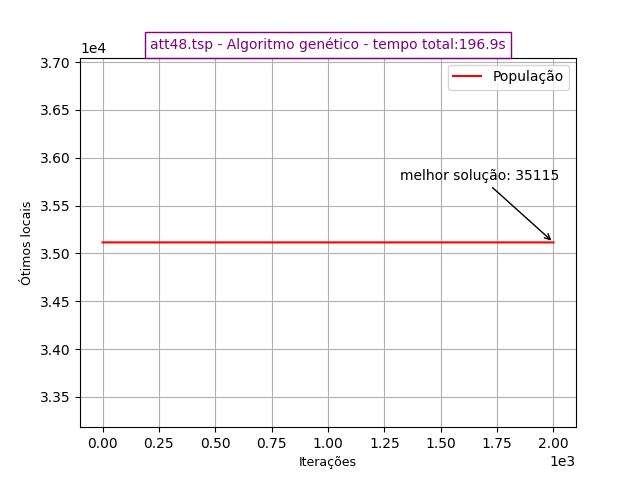 att48.tsp - Algoritmo genético - tempo total:196.9s
1e4
População
melhor solução: 35115
Ótimos locais
3.70
3.65
3.60
3.55
3.50
3.45
3.40
3.35
0.00 0.25 0.50 0.75 1.00 1.25 1.50 1.75 2.00
Iterações
1e3